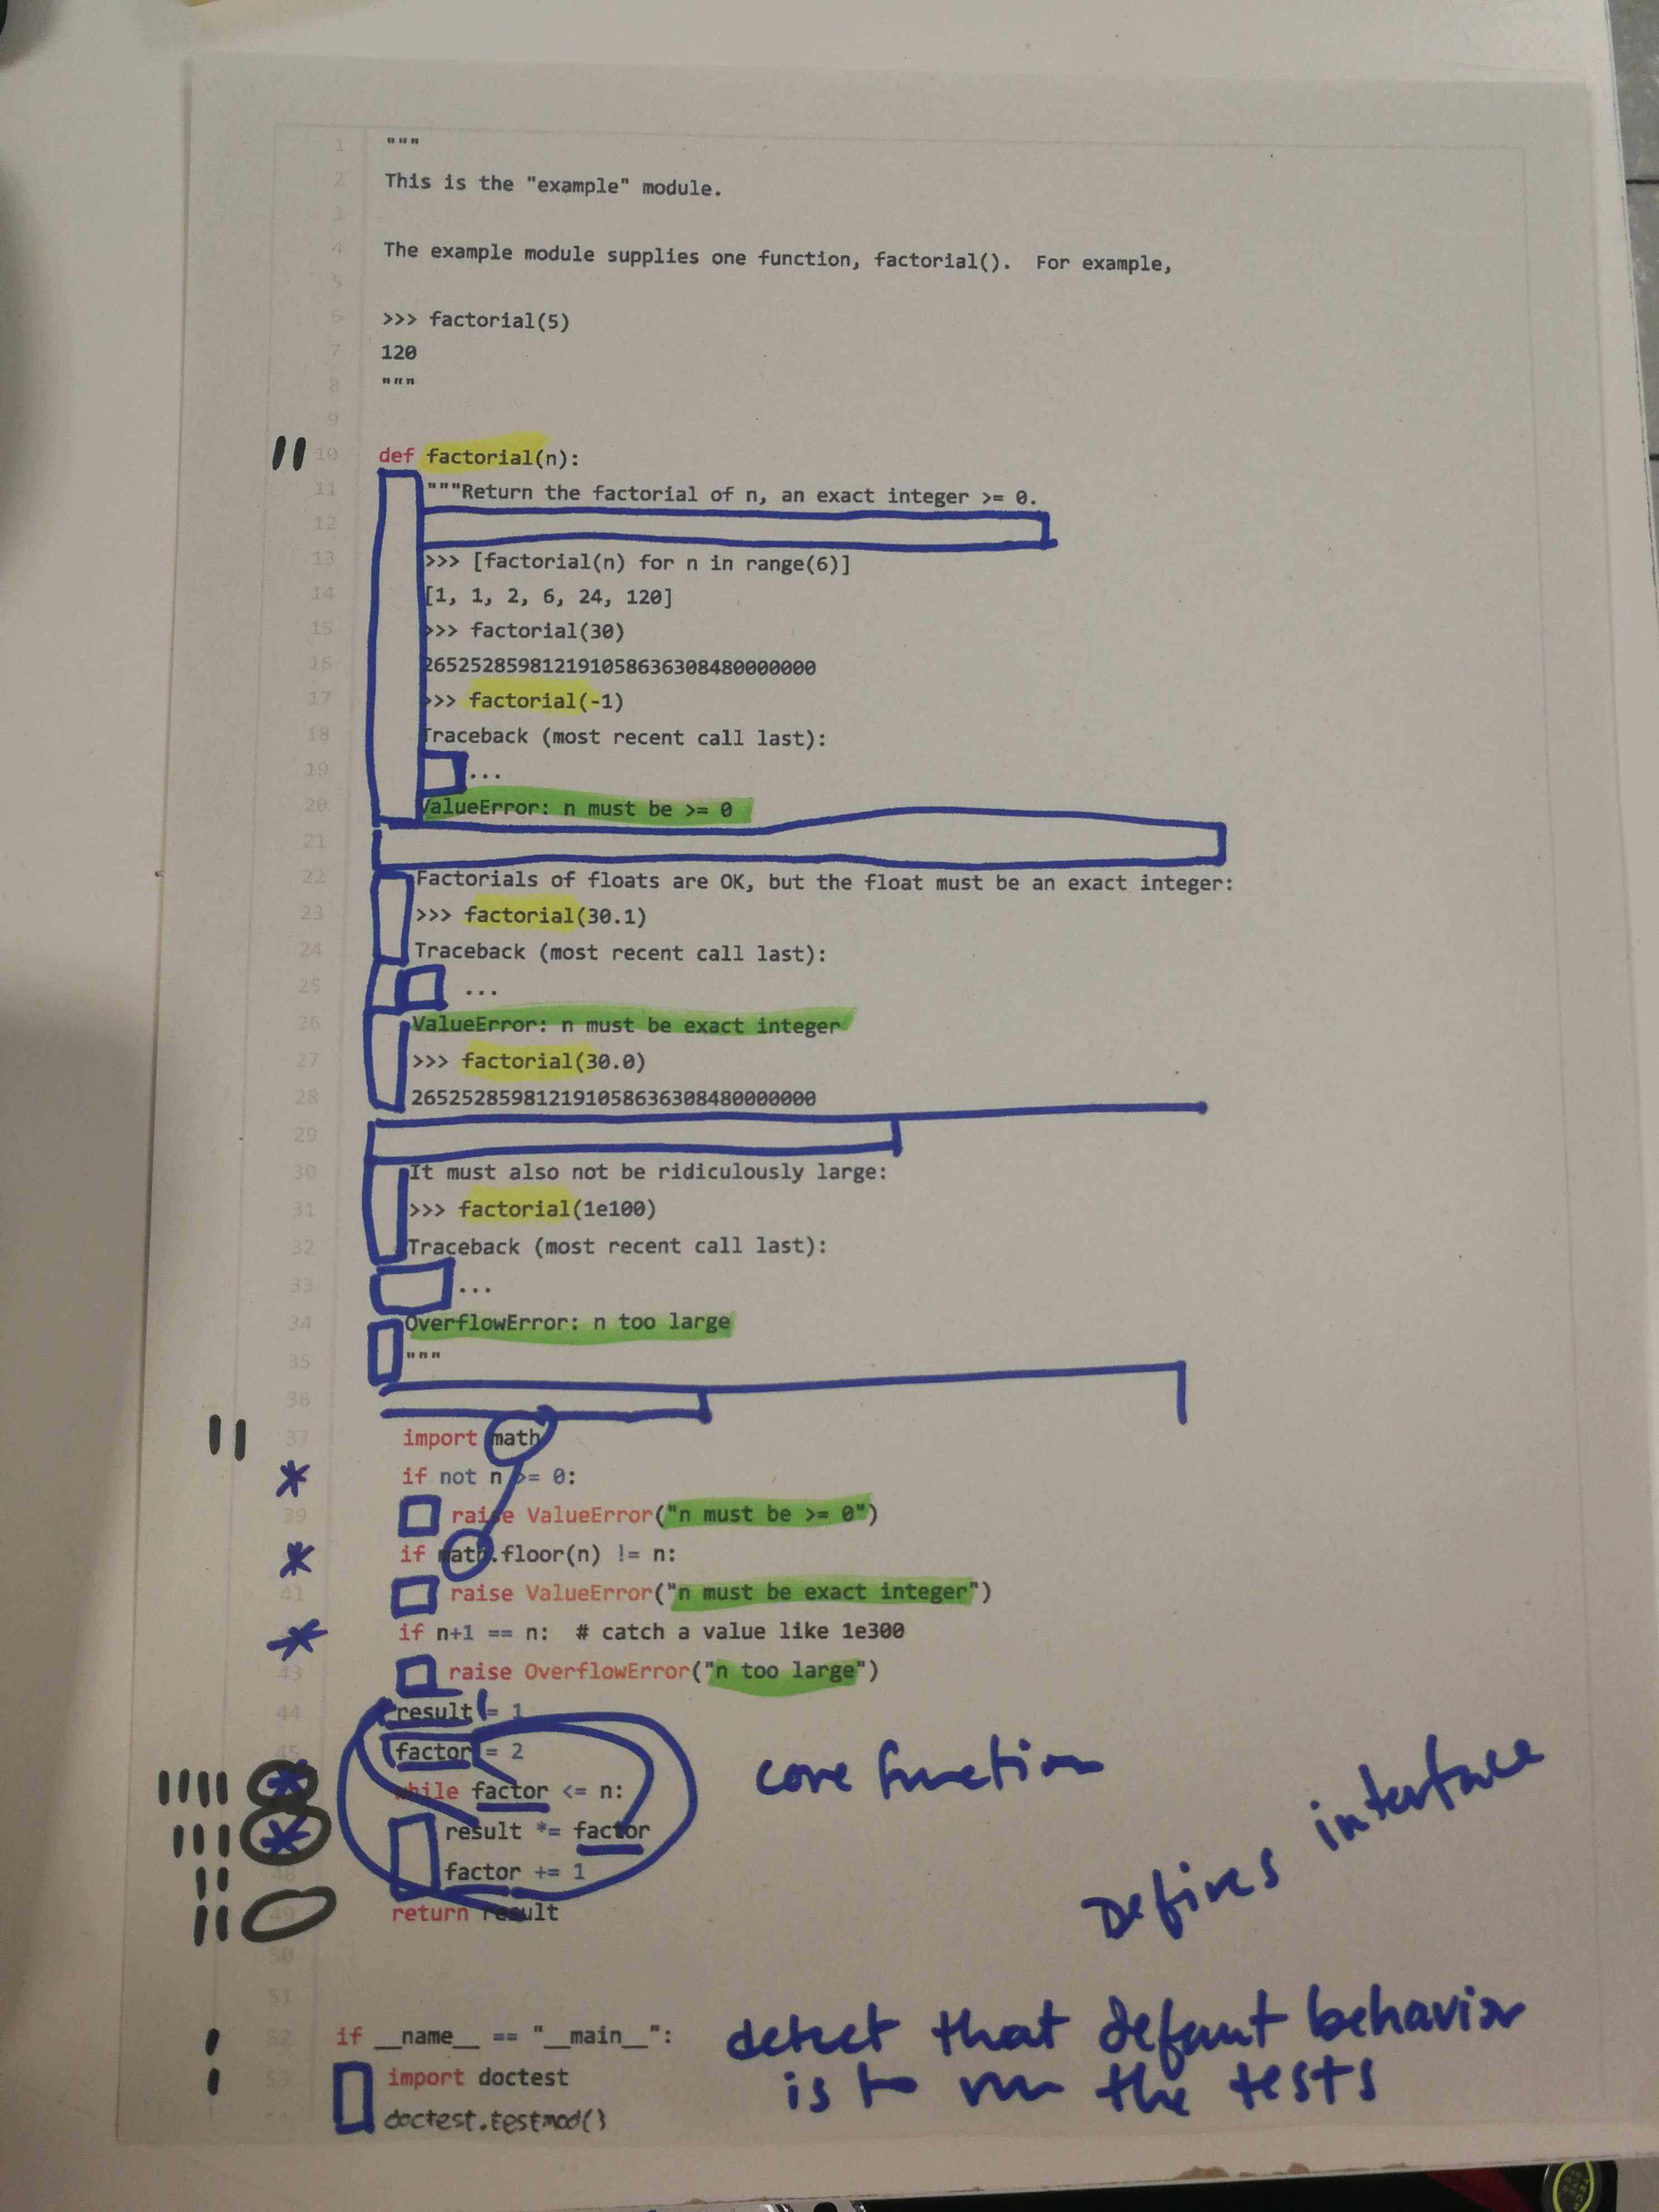 1 """
2 This is the "example" module.
3
4 The example module supplies one function, factorial().  For example,
5
6 >>> factorial(5)
7 120
8 """
9
10 def factorial(n):
11 """Return the factorial of n, an exact integer >= 0.
12
13 >>> [factorial(n) for n in range(6)]
14 [1, 1, 2, 6, 24, 120]
15 >>> factorial(30)
16 265252859812191058636308480000000
17 >>> factorial(-1)
18 Traceback (most recent call last):
19 ...
20 ValueError: n must be >= 0
21
22 Factorials of floats are OK, but the float must be an exact integer:
23 >>> factorial(30.1)
24 Traceback (most recent call last):
25 ...
26 ValueError: n must be exact integer
27 >>> factorial(30.0)
28 265252859812191058636308480000000
29
30 It must also not be ridiculously large:
31 >>> factorial(1e100)
32 Traceback (most recent call last):
33 ...
34 OverflowError: n too large
35 """
36
37 import math
if not n >= 0:
39 raise ValueError("n must be >= 0")
if math.floor(n) != n:
41 raise ValueError("n must be exact integer")
if n+1 == n:  # catch a value like 1e300
43 raise OverflowError("n too large")
44 result = 1
45 factor = 2
while factor <= n:
core function
result *= factor
factor += 1
49 return result
Defines interface
50
51
52 if __name__ == "__main__":
53 import doctest
doctest.testmod()
detect that defaut behavior
is to run the tests